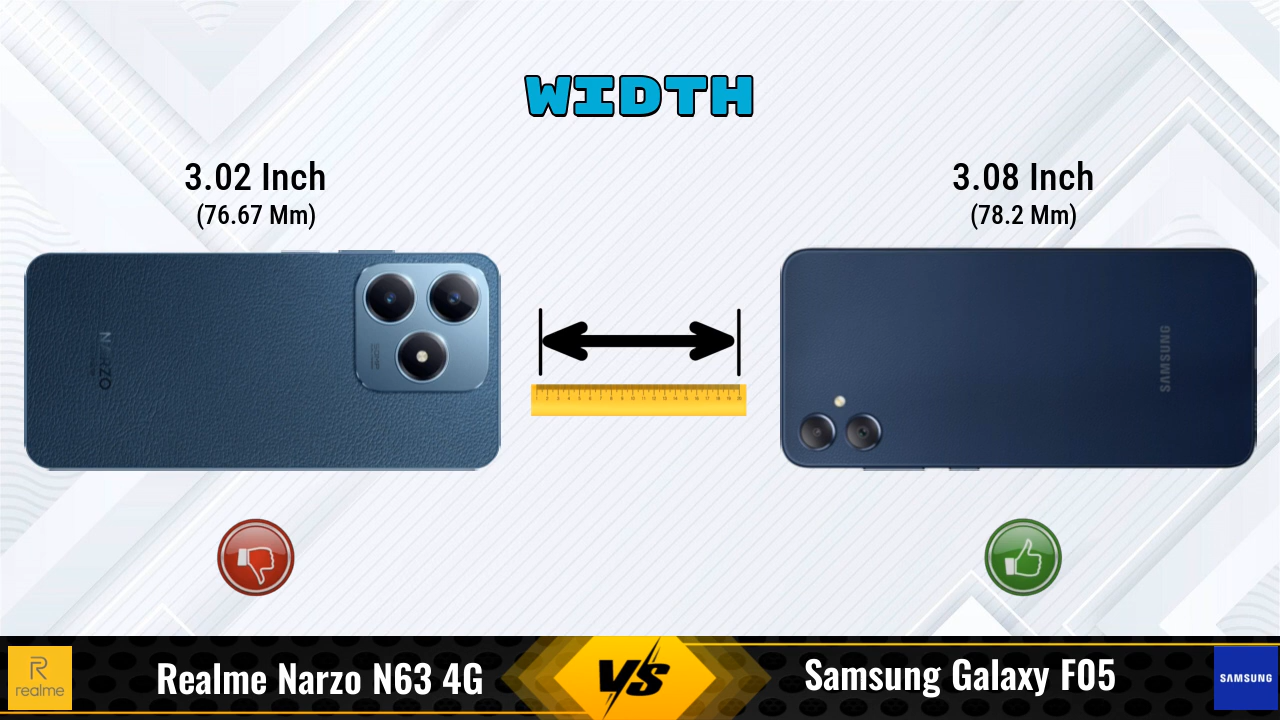 WIDTH
3.02 Inch
(76.67 Mm)
3.08 Inch
(78.2 Mm)
NARZO
SAMSUNG
realme
Realme Narzo N63 4G
VS
Samsung Galaxy F05
SAMSUNG